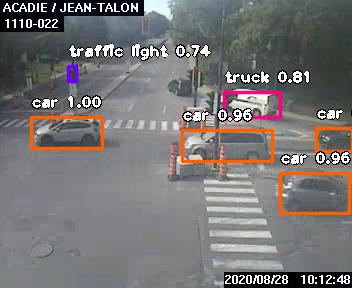 ACADIE / JEAN-TALON
1110-022
traffic light 0.74
truck 0.81
car 1.00
car 0.96
car
car 0.96
2020/08/28 10:12:48